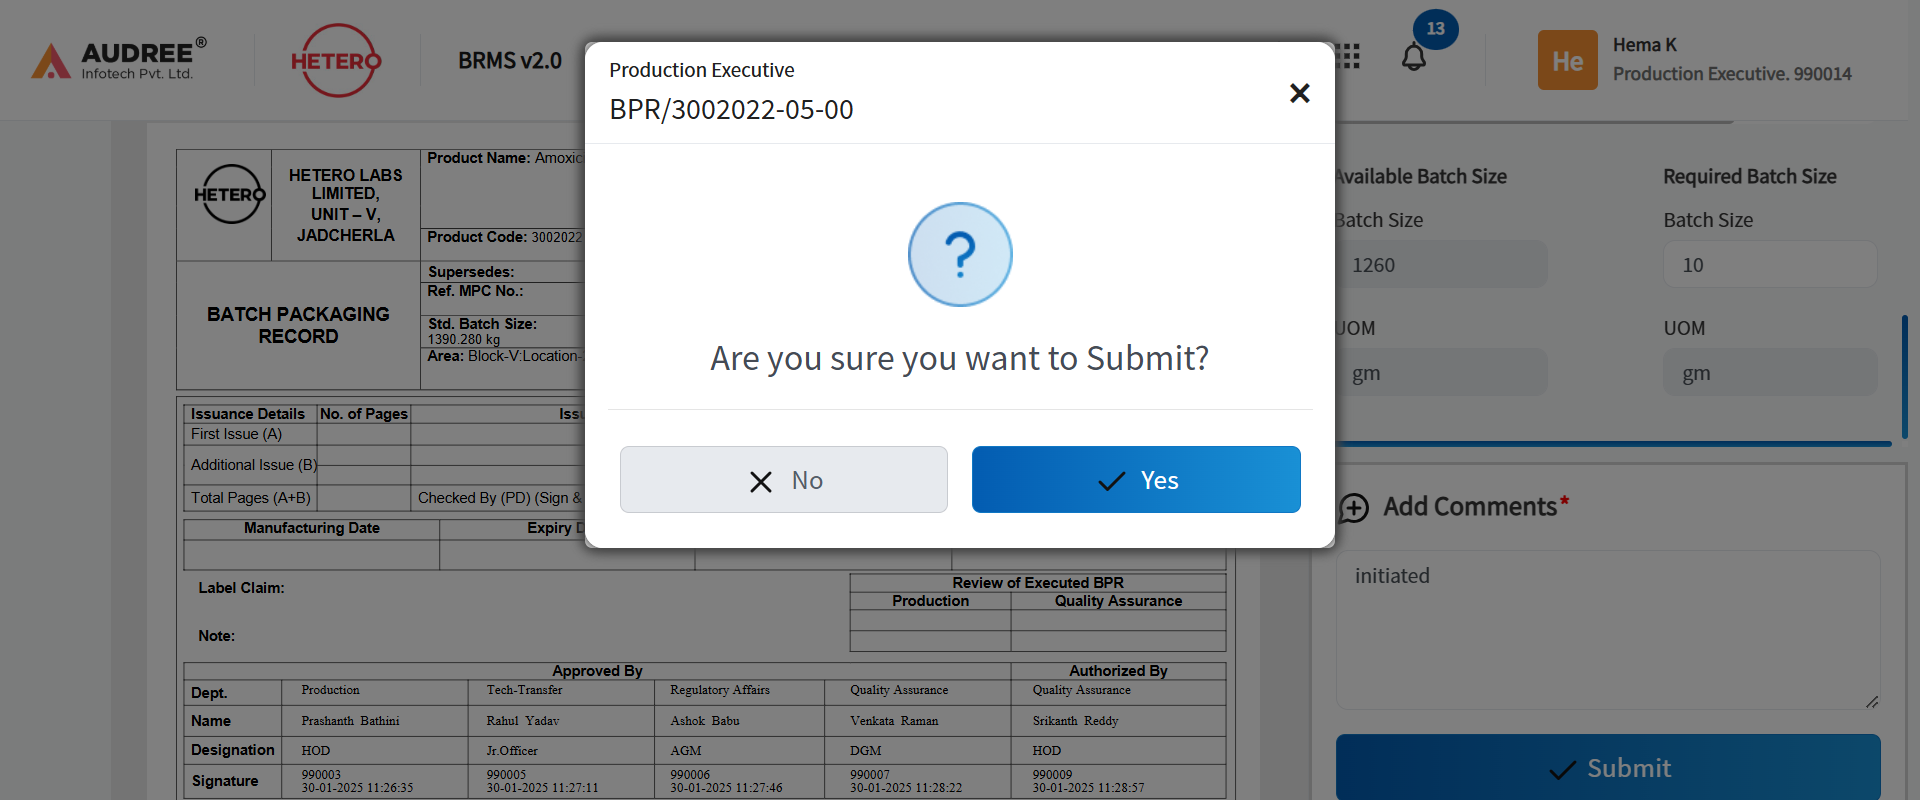 AUDREE®
Infotech Pvt. Ltd.
HETERO
BRMS v2.0
13
He
Hema K
Production Executive. 990014
Production Executive
BPR/3002022-05-00
Are you sure you want to Submit?
No
Yes
HETERO
HETERO LABS
LIMITED,
UNIT – V,
JADCHERLA
Product Name: Amoxic
Product Code: 3002022
BATCH PACKAGING
RECORD
Supersedes:
Ref. MPC No.:
Std. Batch Size:
1390.280 kg
Area: Block-V:Location-
Issuance Details No. of Pages Issu
First Issue (A)
Additional Issue (B)
Total Pages (A+B) Checked By (PD) (Sign &
Manufacturing Date Expiry D
Label Claim:
Note:
Review of Executed BPR
Production Quality Assurance
Approved By Authorized By
Dept. Production Tech-Transfer Regulatory Affairs Quality Assurance Quality Assurance
Name Prashanth Bathini Rahul Yadav Ashok Babu Venkata Raman Srikanth Reddy
Designation HOD Jr.Officer AGM DGM HOD
Signature 990003 990005 990006 990007 990009
30-01-2025 11:26:35 30-01-2025 11:27:11 30-01-2025 11:27:46 30-01-2025 11:28:22 30-01-2025 11:28:57
Available Batch Size Required Batch Size
Batch Size Batch Size
1260 10
UOM UOM
gm gm
Add Comments*
initiated
Submit